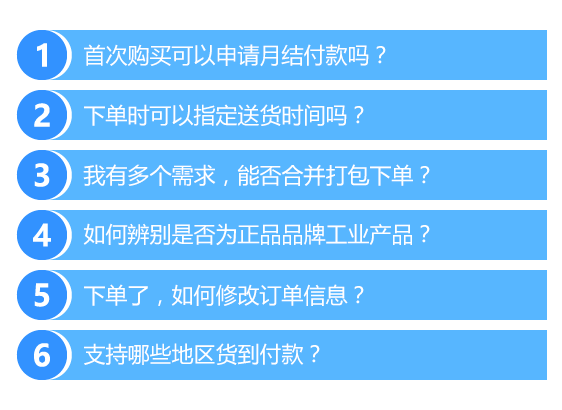 1 首次购买可以申请月结付款吗？
2 下单时可以指定送货时间吗？
3 我有多个需求，能否合并打包下单？
4 如何辨别是否为正品品牌工业产品？
5 下单了，如何修改订单信息？
6 支持哪些地区货到付款？